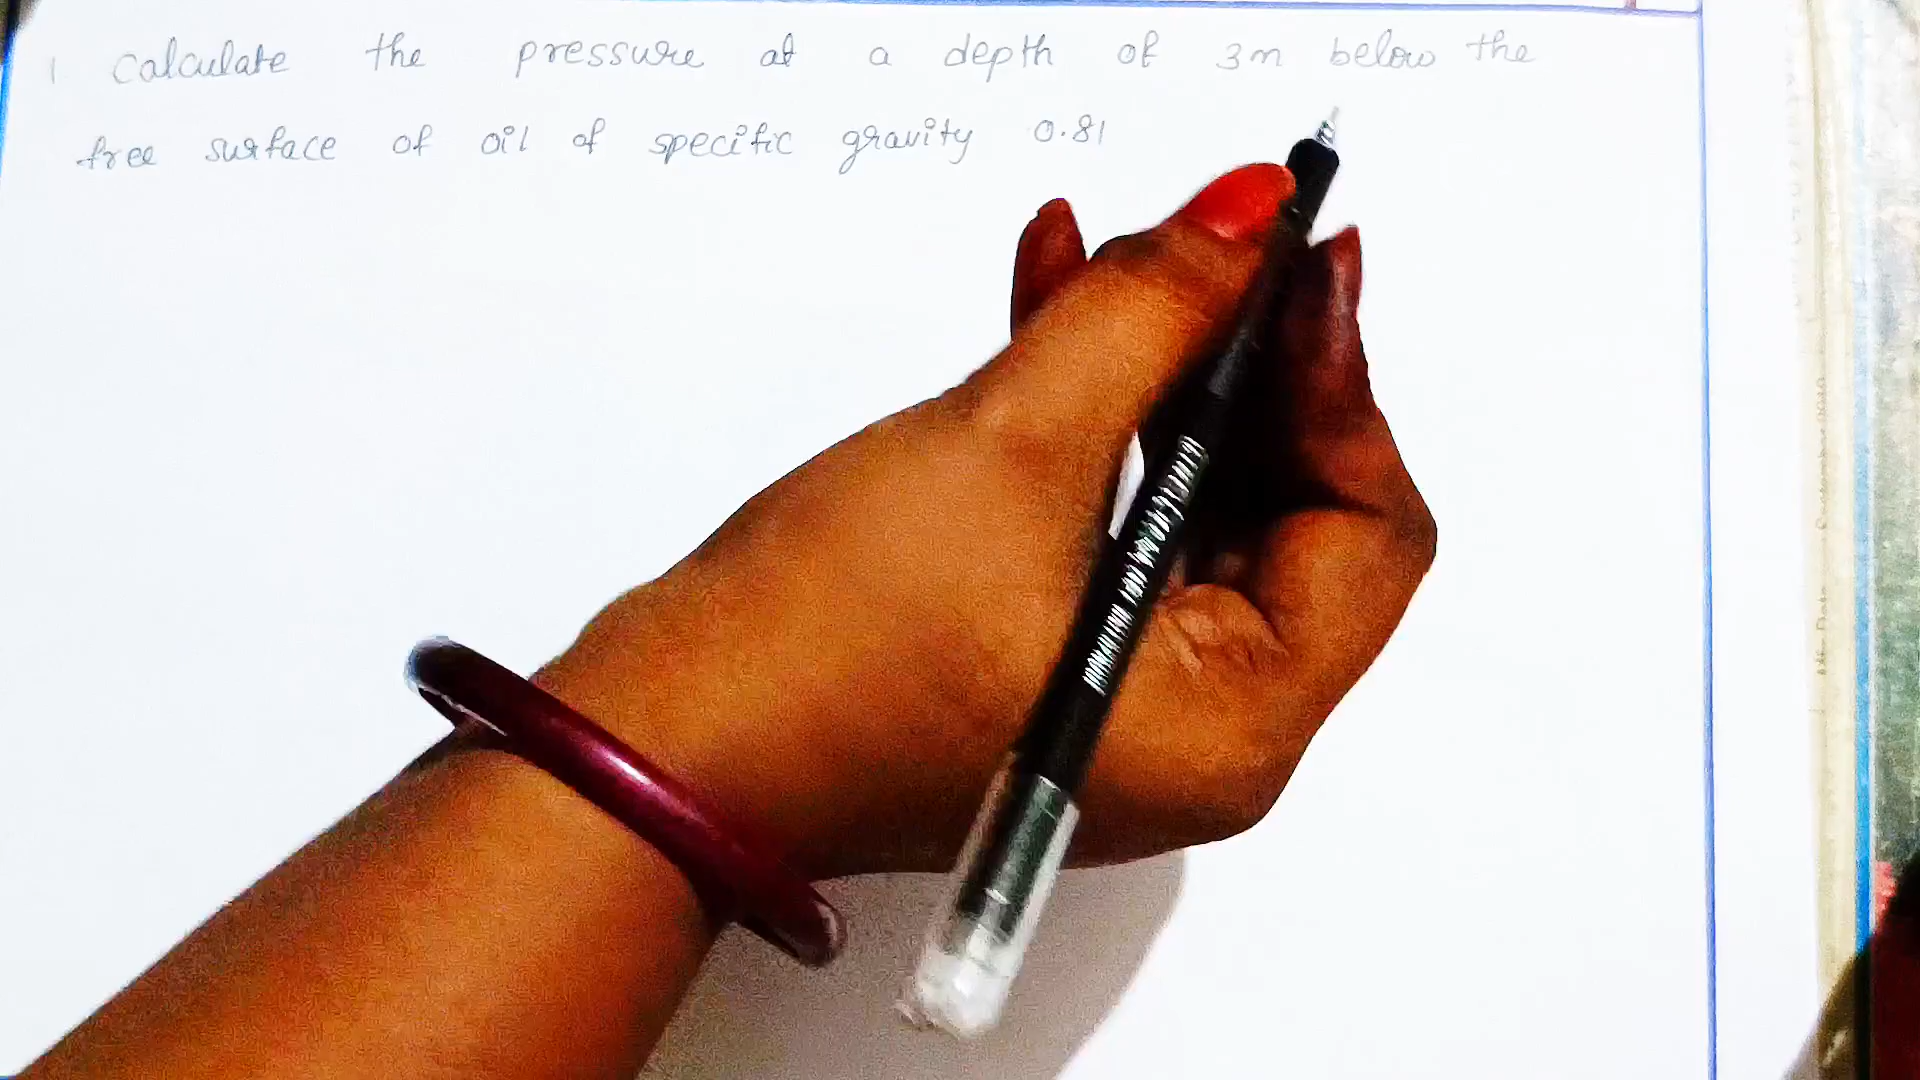 1 Calculate the pressure at a depth of 3m below the
free surface of oil of specific gravity 0.81